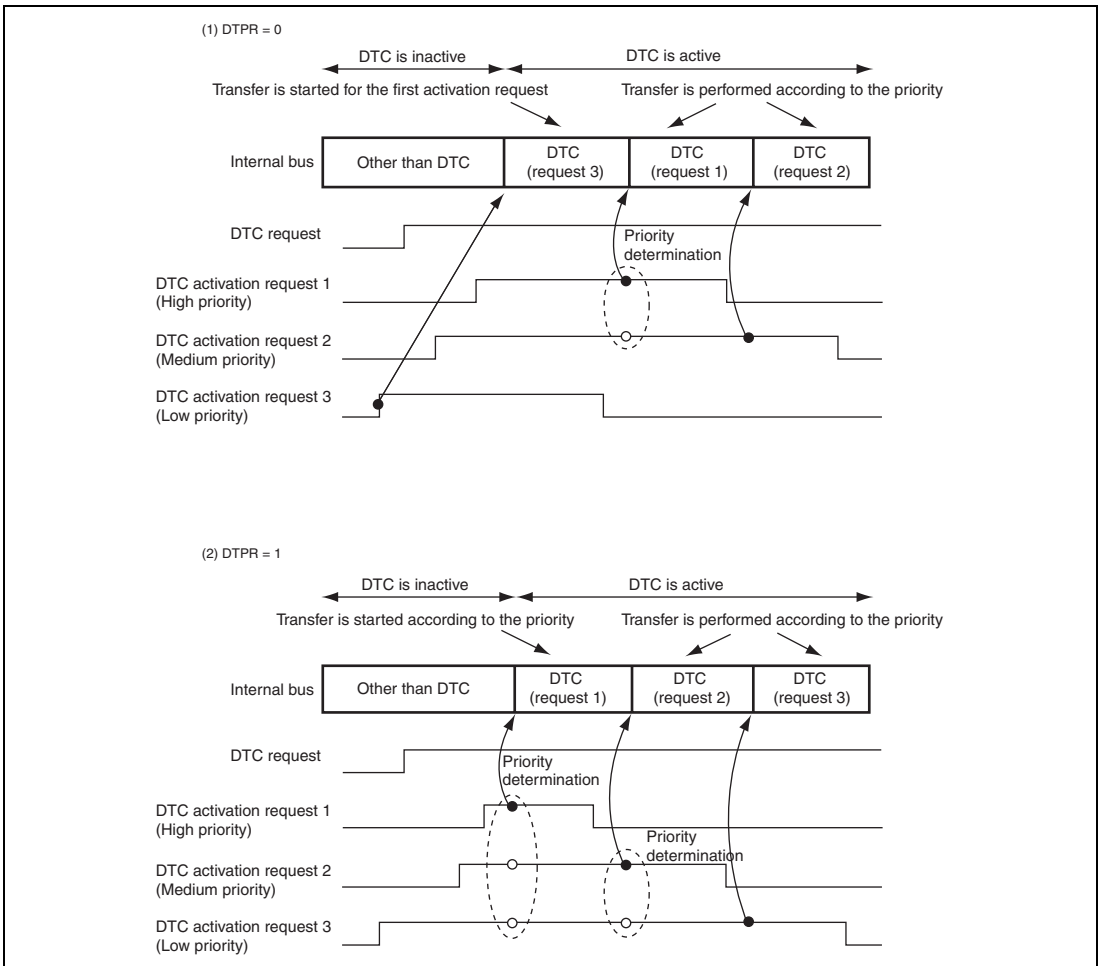 (1) DTPR = 0
DTC is inactive
DTC is active
Transfer is started for the first activation request
Transfer is performed according to the priority
Internal bus
Other than DTC
DTC
(request 3)
DTC
(request 1)
DTC
(request 2)
DTC request
Priority
determination
DTC activation request 1
(High priority)
DTC activation request 2
(Medium priority)
DTC activation request 3
(Low priority)
(2) DTPR = 1
DTC is inactive
DTC is active
Transfer is started according to the priority
Transfer is performed according to the priority
Internal bus
Other than DTC
DTC
(request 1)
DTC
(request 2)
DTC
(request 3)
DTC request
Priority
determination
DTC activation request 1
(High priority)
Priority
determination
DTC activation request 2
(Medium priority)
DTC activation request 3
(Low priority)